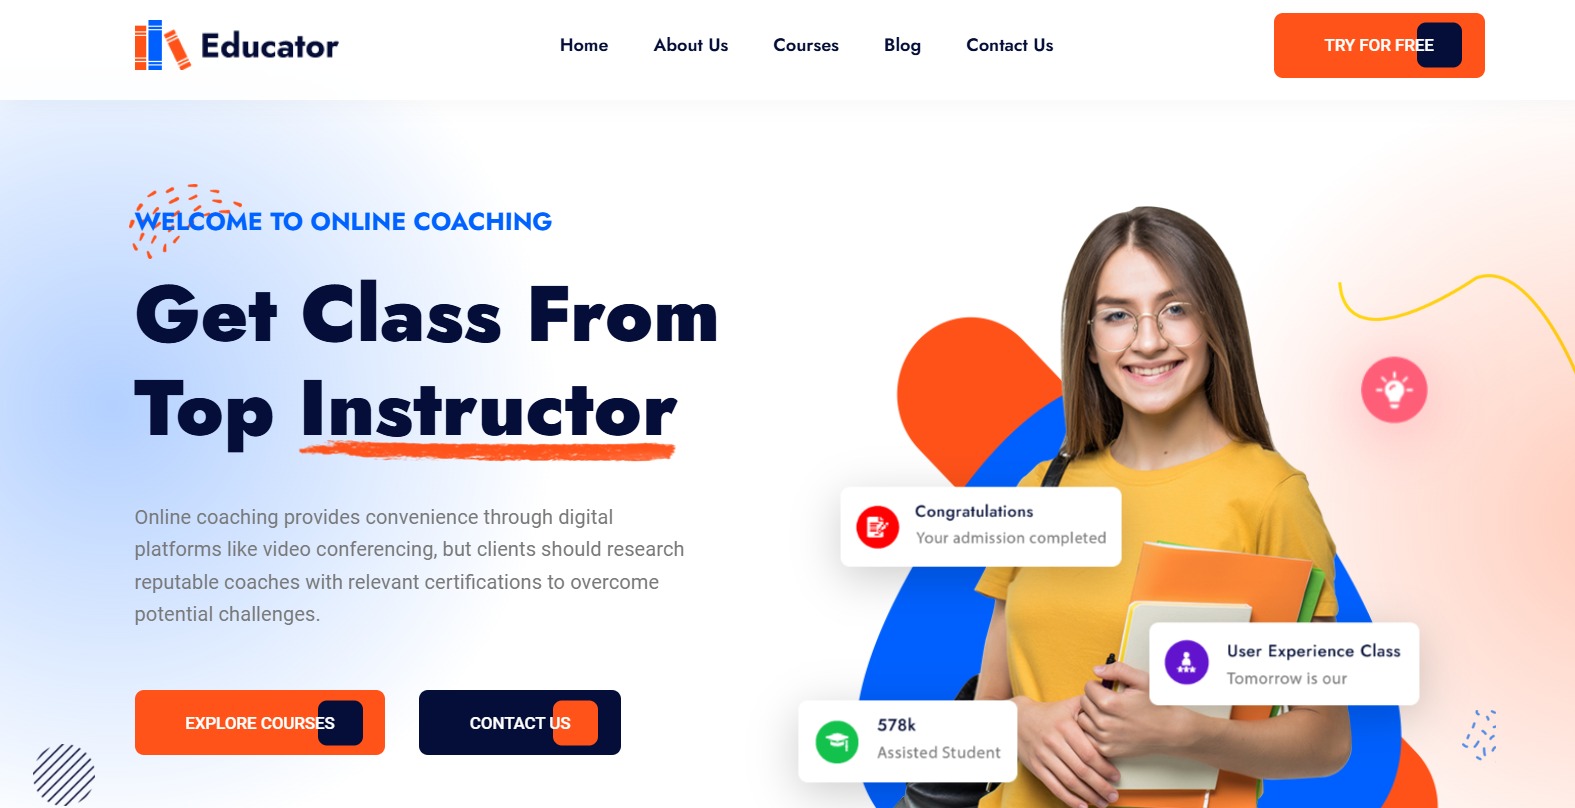 Educator
Home
About Us
Courses
Blog
Contact Us
TRY FOR FREE
WELCOME TO ONLINE COACHING
Get Class From
Top Instructor
Online coaching provides convenience through digital
platforms like video conferencing, but clients should research
reputable coaches with relevant certifications to overcome
potential challenges.
EXPLORE COURSES
CONTACT US
Congratulations
Your admission completed
User Experience Class
Tomorrow is our
578k
Assisted Student